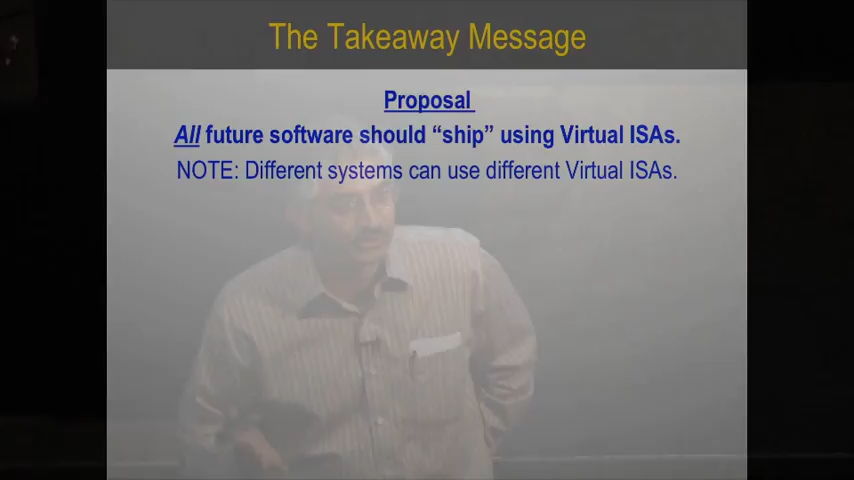 The Takeaway Message
Proposal
All future software should “ship” using Virtual ISAs.
NOTE: Different systems can use different Virtual ISAs.